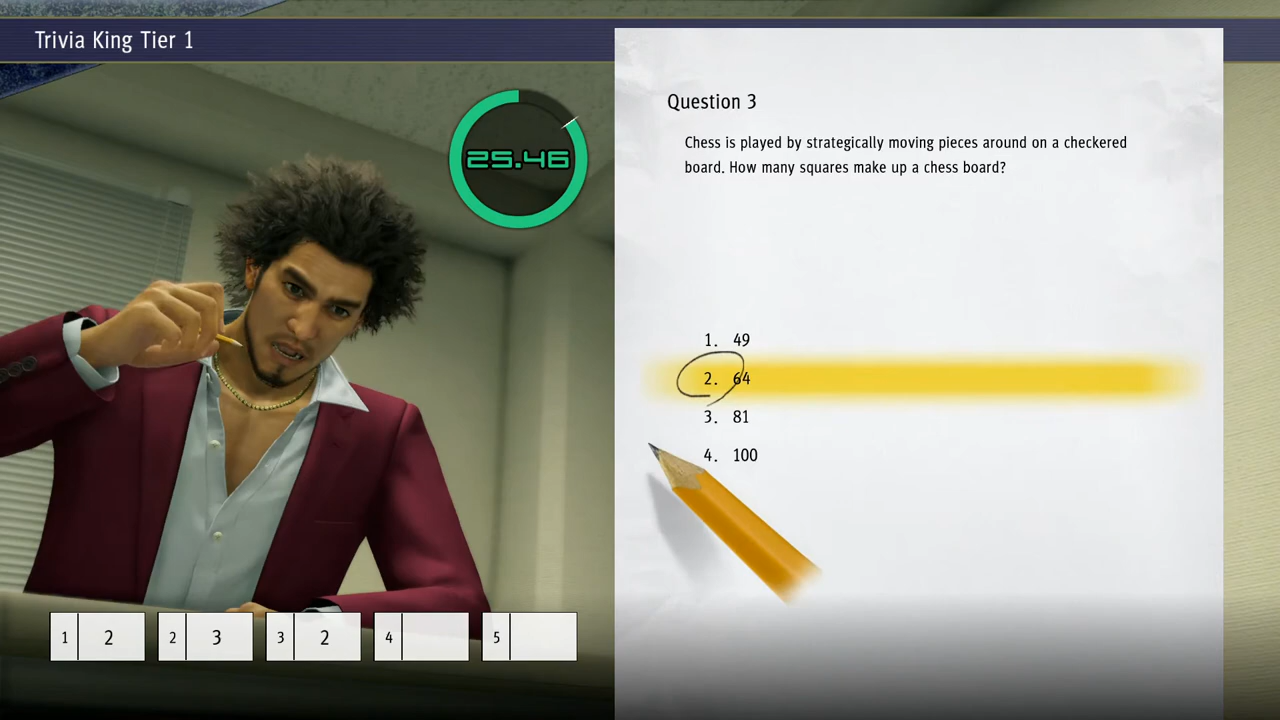 Trivia King Tier 1
25.46
Question 3
Chess is played by strategically moving pieces around on a checkered
board. How many squares make up a chess board?
1. 49
2. 64
3. 81
4. 100
1 2 2 3 3 2 4 5